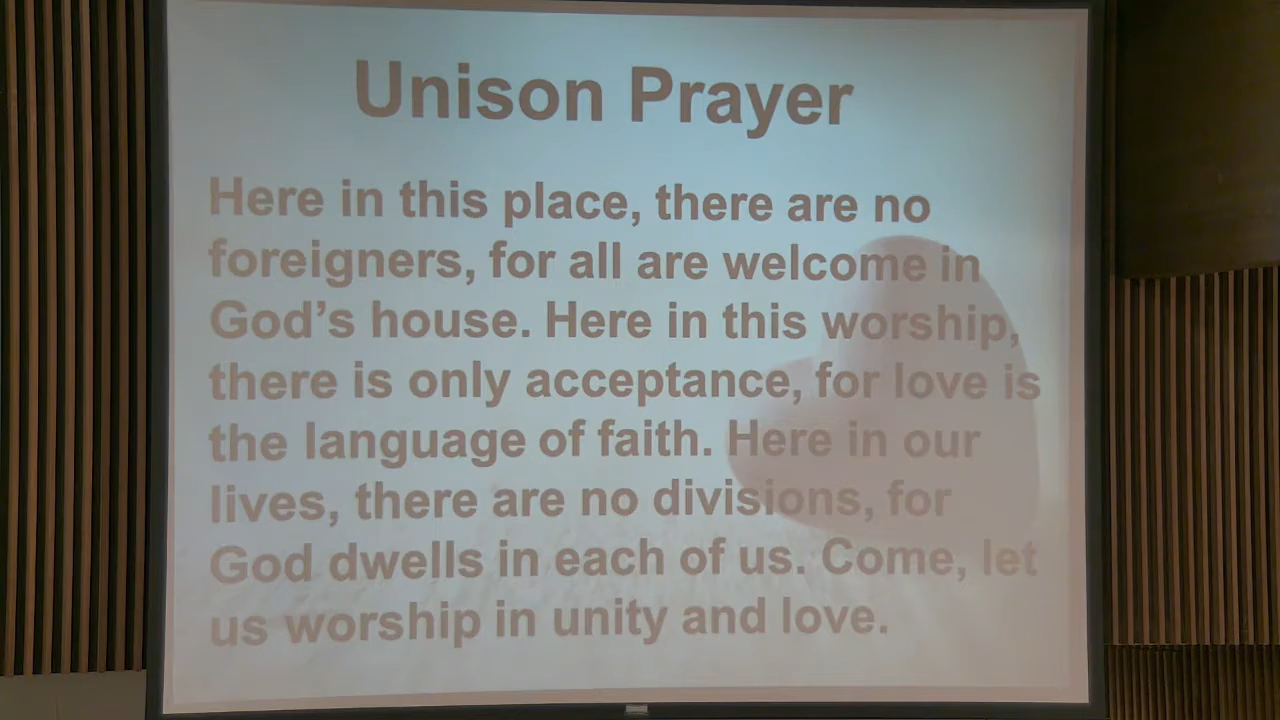 Unison Prayer
Here in this place, there are no
foreigners, for all are welcome in
God’s house. Here in this worship,
there is only acceptance, for love is
the language of faith. Here in our
lives, there are no divisions, for
God dwells in each of us. Come, let
us worship in unity and love.